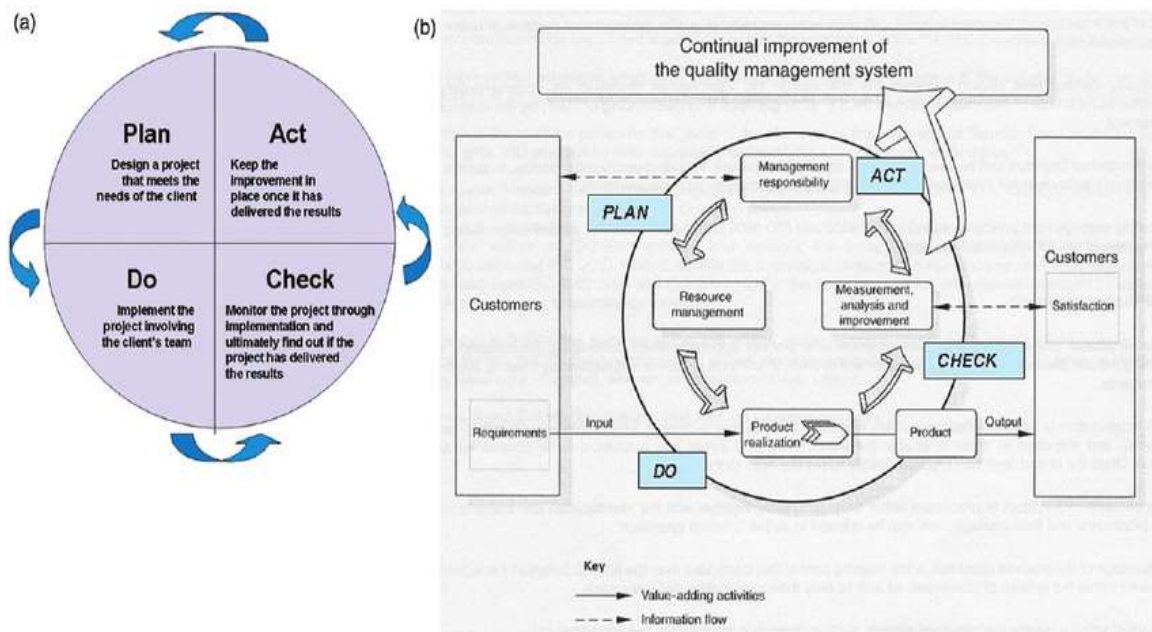 (a)
Plan
Design a project
that meets the
needs of the client
Act
Keep the
improvement in
place once it has
delivered the results
Do
Implement the
project involving
the client's team
Check
Monitor the project through
implementation and
ultimately find out if the
project has delivered
the results
(b)
Continual improvement of
the quality management system
Customers
Requirements
Input
PLAN
Management
responsibility
ACT
Resource
management
Measurement,
analysis and
improvement
CHECK
DO
Product
realization
Product
Output
Customers
Satisfaction
Key
Value-adding activities
Information flow